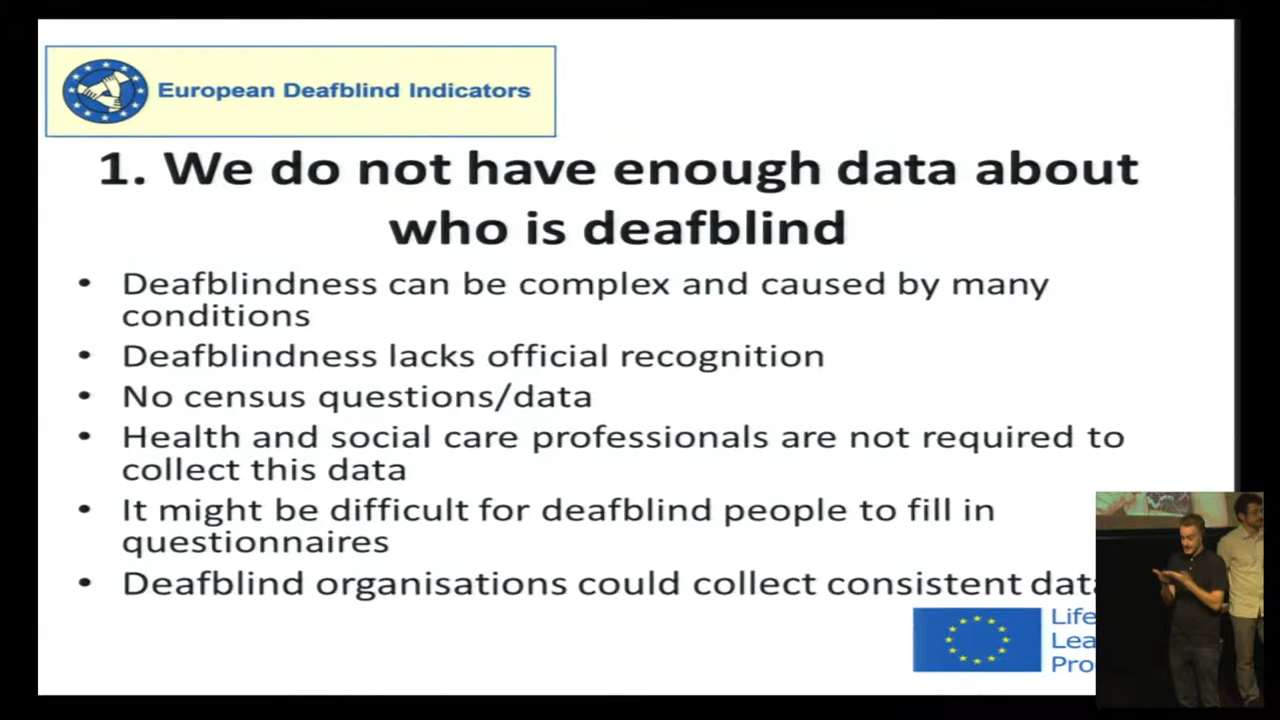 European Deafblind Indicators
1. We do not have enough data about
who is deafblind
• Deafblindness can be complex and caused by many
conditions
• Deafblindness lacks official recognition
• No census questions/data
• Health and social care professionals are not required to
collect this data
• It might be difficult for deafblind people to fill in
questionnaires
• Deafblind organisations could collect consistent data
Life
Lea
Pro